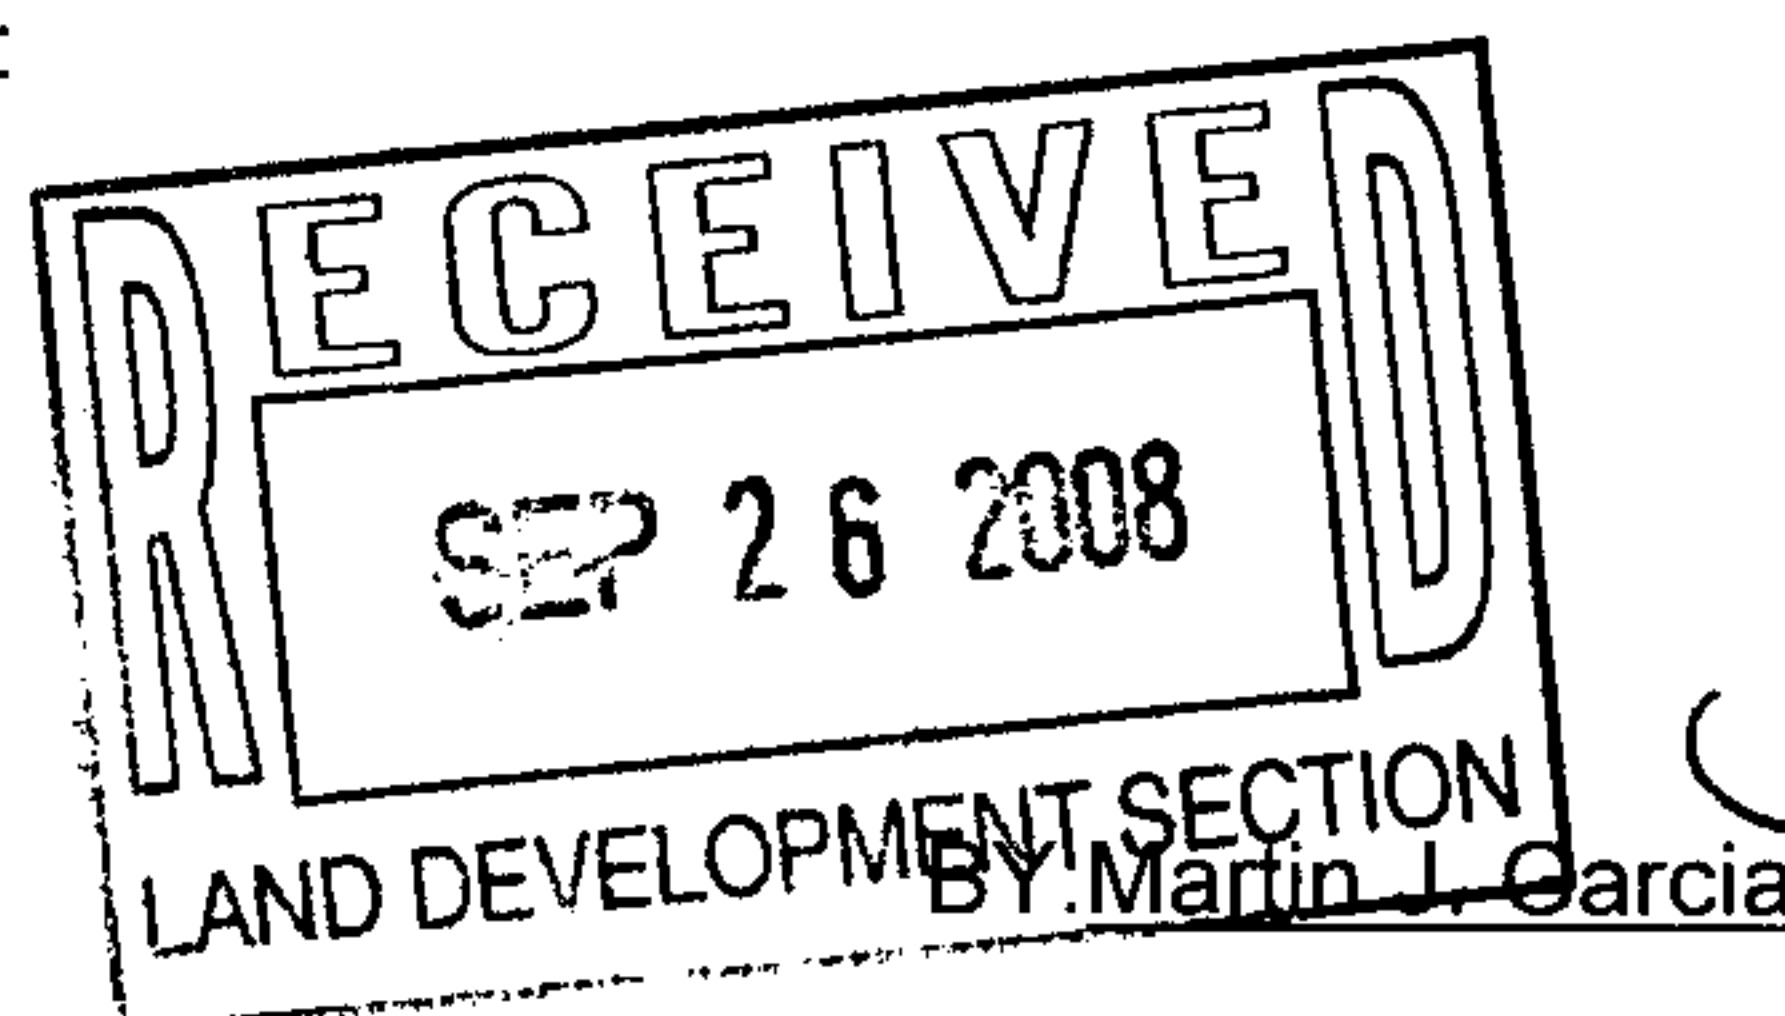 RECEIVED
SEP 26 2008
LAND DEVELOPMENT SECTION
BY:Martin J. Garcia